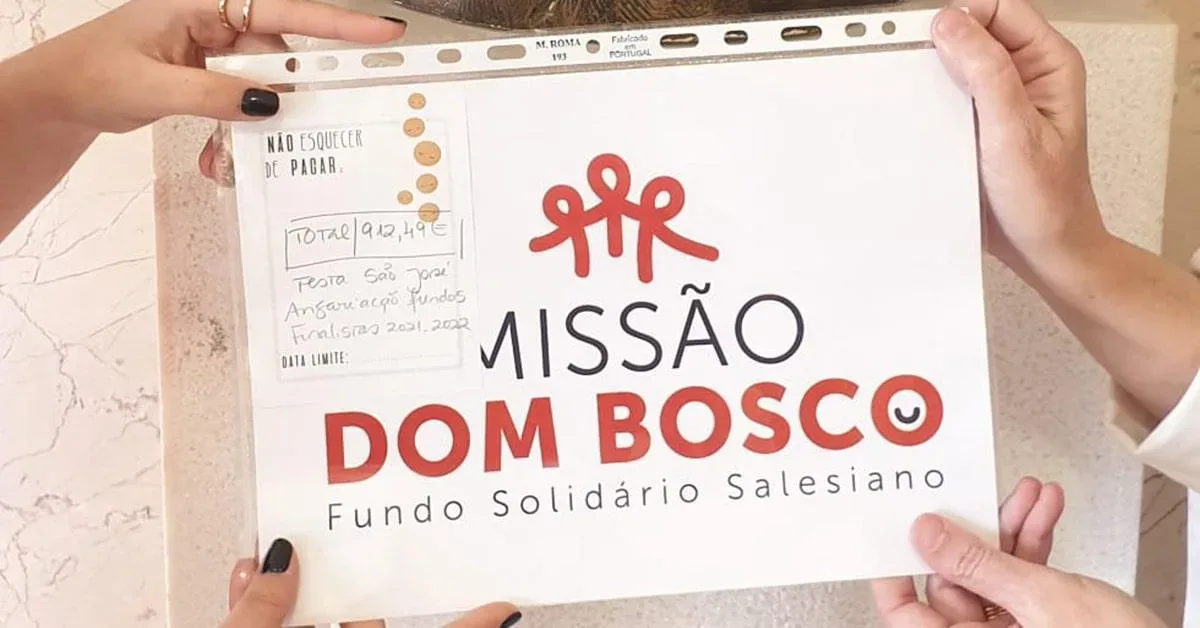 M. ROMA
193
Fabricado
em
PORTUGAL
NÃO ESQUECER
DE PAGAR.
TOTAL 912,49€
Festa São José
Angariação fundos
Finalistas 2021.2022
DATA LIMITE:
MISSÃO
DOM BOSCO
Fundo Solidário Salesiano